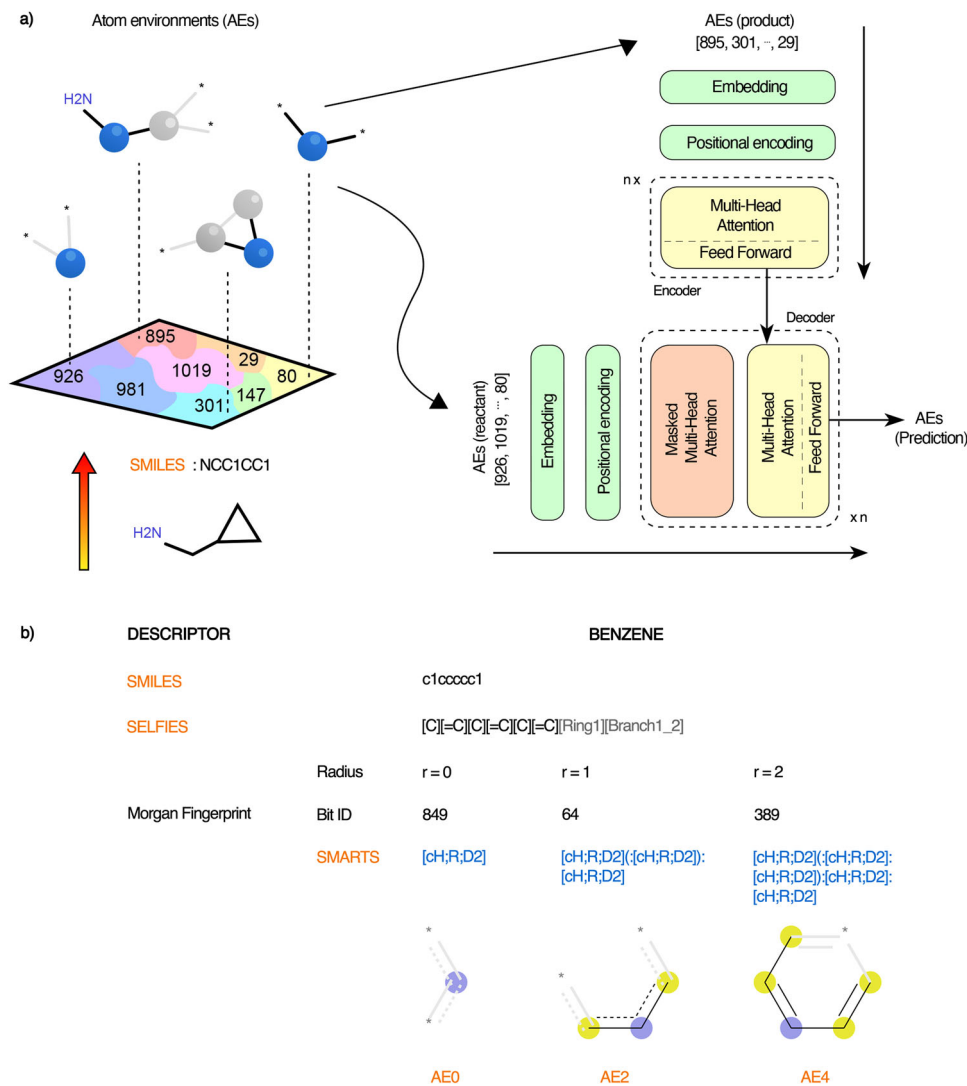 a)
Atom environments (AEs)
AEs (product)
[895, 301, ..., 29]
Embedding
Positional encoding
n x
Multi-Head
Attention
Feed Forward
Encoder
Decoder
H2N
*
*
*
*
*
*
*
895
926
1019
29
80
981
301
147
AEs (reactant)
[926, 1019, ..., 80]
Embedding
Positional encoding
Masked
Multi-Head
Attention
Multi-Head
Attention
Feed Forward
AEs
(Prediction)
x n
SMILES : NCC1CC1
H2N
b)
DESCRIPTOR BENZENE
SMILES c1ccccc1
SELFIES [C][=C][C][=C][C][=C][Ring1][Branch1_2]
Radius r = 0 r = 1 r = 2
Morgan Fingerprint Bit ID 849 64 389
SMARTS [cH;R;D2] [cH;R;D2](:[cH;R;D2]): [cH;R;D2](:[cH;R;D2]:
[cH;R;D2] [cH;R;D2]):[cH;R;D2]:
[cH;R;D2]
* * *
* *
AE0 AE2 AE4